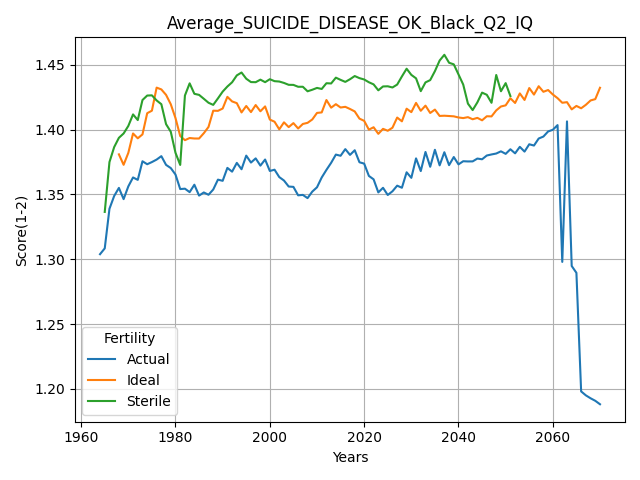 Average_SUICIDE_DISEASE_OK_Black_Q2_IQ
Score(1-2)
1.45
1.40
1.35
1.30
1.25
1.20
Fertility
Actual
Ideal
Sterile
1960
1980
2000
2020
2040
2060
Years